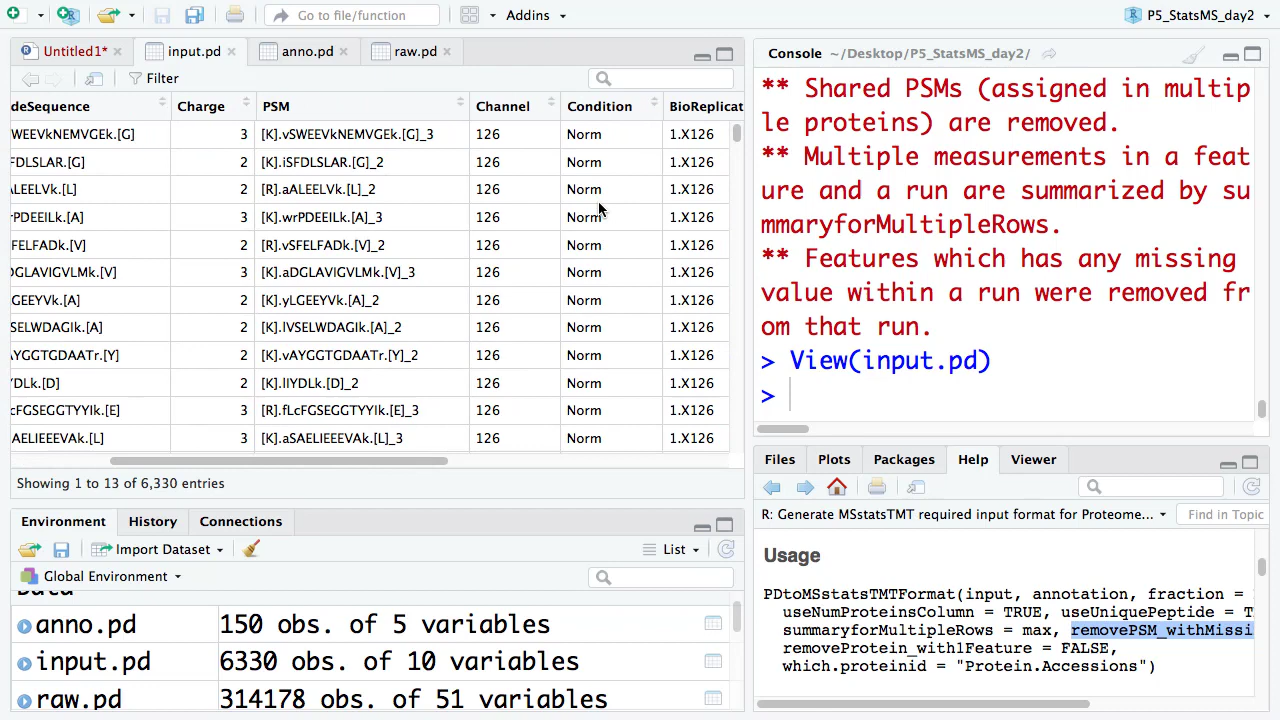 Go to file/function
Addins
P5_StatsMS_day2
Untitled1*
input.pd
anno.pd
raw.pd
Filter
deSequence Charge PSM Channel Condition BioReplicat
SWEEVkNEMVGEk.[G] 3 [K].vSWEEVkNEMVGEk.[G]_3 126 Norm 1.X126
FDLSLAR.[G] 2 [K].iSFDLSLAR.[G]_2 126 Norm 1.X126
ALEELVk.[L] 2 [R].aALEELVk.[L]_2 126 Norm 1.X126
rPDEEILk.[A] 3 [K].wrPDEEILk.[A]_3 126 Norm 1.X126
FELFADk.[V] 2 [R].vSFELFADk.[V]_2 126 Norm 1.X126
DGLAVIGVLMk.[V] 3 [K].aDGLAVIGVLMk.[V]_3 126 Norm 1.X126
GEEYVk.[A] 2 [K].yLGEEYVk.[A]_2 126 Norm 1.X126
SELWDAGIk.[A] 2 [K].lVSELWDAGIk.[A]_2 126 Norm 1.X126
AYGGTGDAATr.[Y] 2 [K].vAYGGTGDAATr.[Y]_2 126 Norm 1.X126
YDLk.[D] 2 [K].lIYDLk.[D]_2 126 Norm 1.X126
cFGSEGGTYYIk.[E] 3 [R].fLcFGSEGGTYYIk.[E]_3 126 Norm 1.X126
SAELIEEEVAk.[L] 3 [K].aSAELIEEEVAk.[L]_3 126 Norm 1.X126
Showing 1 to 13 of 6,330 entries
Environment History Connections
Import Dataset
List
Global Environment
Data
anno.pd 150 obs. of 5 variables
input.pd 6330 obs. of 10 variables
raw.pd 314178 obs. of 51 variables
Console ~/Desktop/P5_StatsMS_day2/
** Shared PSMs (assigned in multip
le proteins) are removed.
** Multiple measurements in a feat
ure and a run are summarized by su
mmaryforMultipleRows.
** Features which has any missing
value within a run were removed fr
om that run.
> View(input.pd)
>
Files Plots Packages Help Viewer
R: Generate MSstatsTMT required input format for Proteome...
Find in Topic
Usage
PDtoMSstatsTMTFormat(input, annotation, fraction =
useNumProteinsColumn = TRUE, useUniquePeptide = T
summaryforMultipleRows = max, removePSM_withMissi
removeProtein_with1Feature = FALSE,
which.proteinid = "Protein.Accessions")